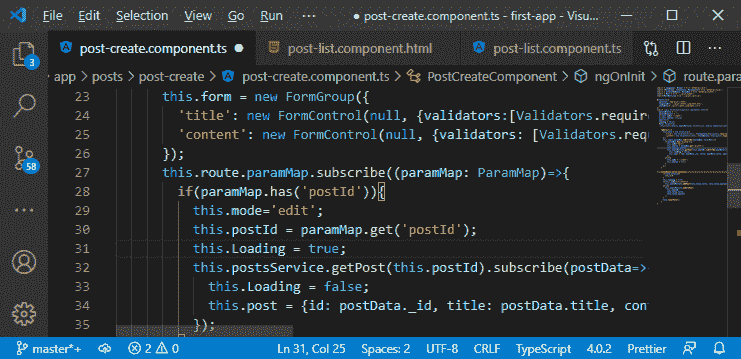 File Edit Selection View Go Run ··· post-create.component.ts - first-app - Visu...
post-create.component.ts ● post-list.component.html post-list.component.ts ···
3
app > posts > post-create > post-create.component.ts > PostCreateComponent > ngOnInit > route.para
23 this.form = new FormGroup({
24 'title': new FormControl(null, {validators:[Validators.require
25 'content': new FormControl(null, {validators: [Validators.req
26 });
27 this.route.paramMap.subscribe((paramMap: ParamMap)=>{
28 if(paramMap.has('postId')){
58
29 this.mode='edit';
30 this.postId = paramMap.get('postId');
31 this.Loading = true;
32 this.postsService.getPost(this.postId).subscribe(postData=>
33 this.Loading = false;
34 this.post = {id: postData._id, title: postData.title, con
35 });
master*+ 2 0 Ln 31, Col 25 Spaces: 2 UTF-8 CRLF TypeScript 4.0.2 Prettier